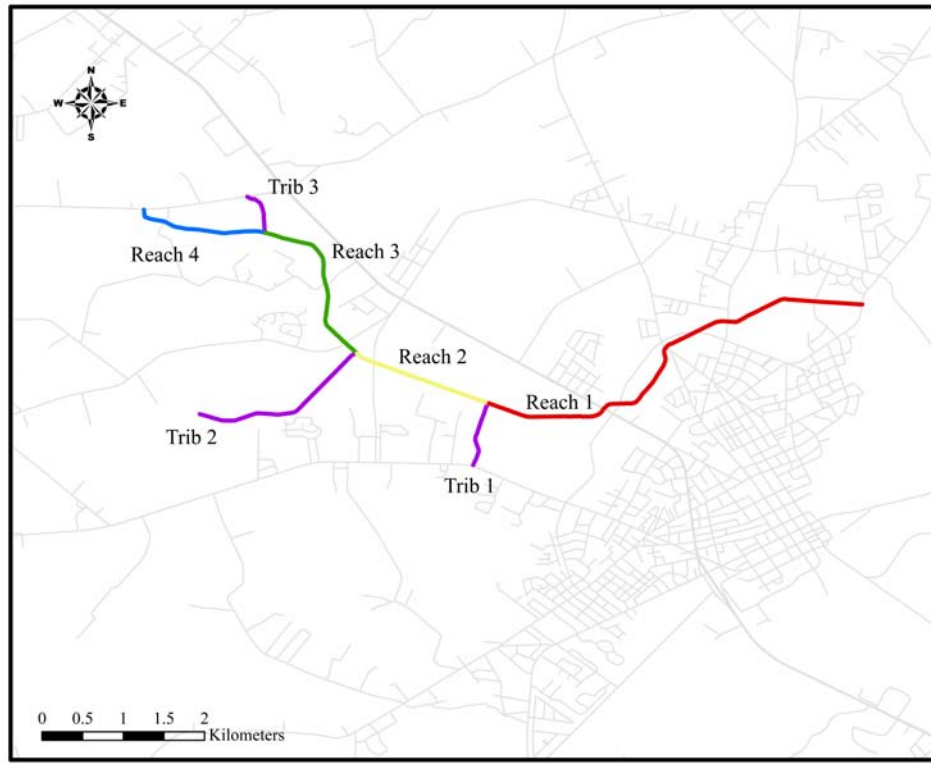 N
W E
S
Trib 3
Reach 4
Reach 3
Reach 2
Reach 1
Trib 2
Trib 1
0 0.5 1 1.5 2
Kilometers